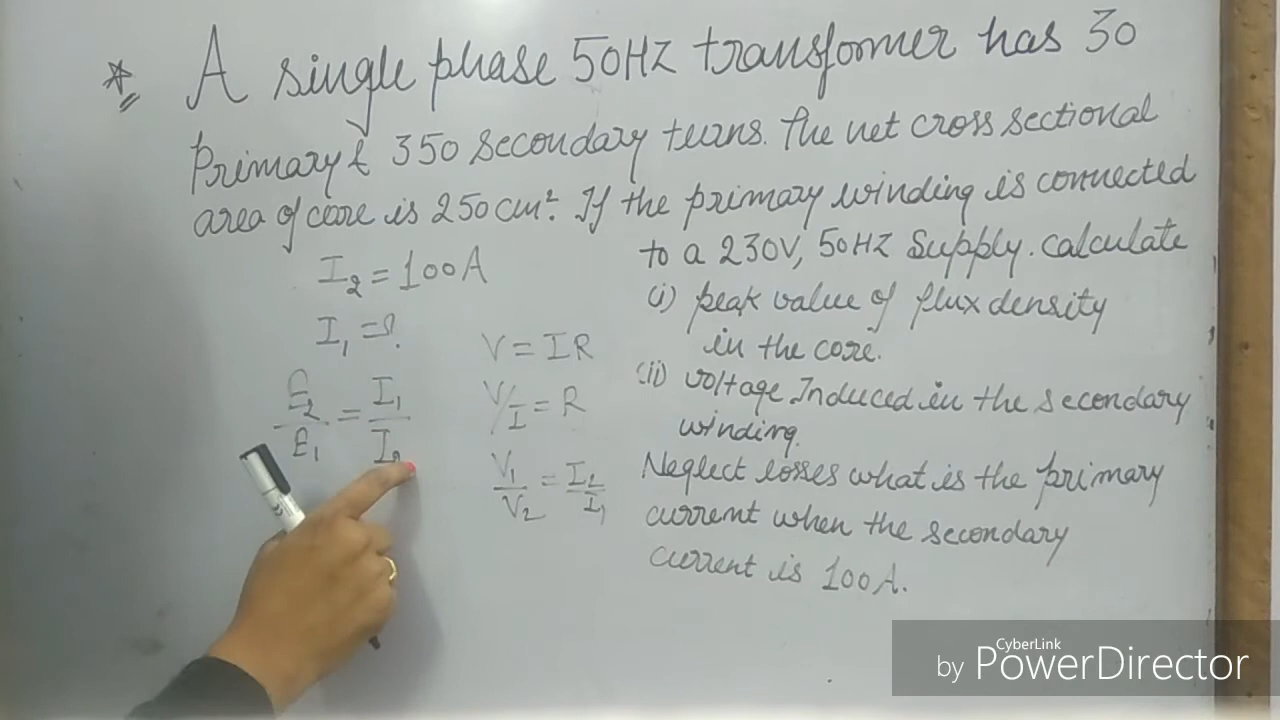 A single phase 50HZ transformer has 30
Primary & 350 secondary turns. The net cross sectional
area of core is 250cm². If the primary winding is connected
to a 230V, 50HZ Supply. calculate
(i) peak value of flux density
in the core.
(ii) voltage Induced in the secondary
winding.
Neglect losses what is the primary
current when the secondary
current is 100A.
I₂ = 100A
I₁ = ?
E₂/E₁ = I₁/I₂
V = IR
V/I = R
V₁/V₂ = I₂/I₁
CyberLink
by PowerDirector